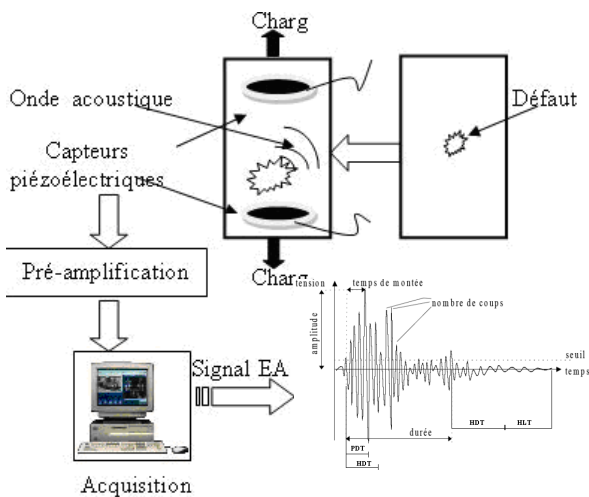 Charg
Onde acoustique
Défaut
Capteurs
piézoélectriques
Charg
Pré-amplification
tension
temps de montée
nombre de coups
amplitude
seuil
temps
Signal EA
HDT
HLT
durée
PDT
HDT
Acquisition